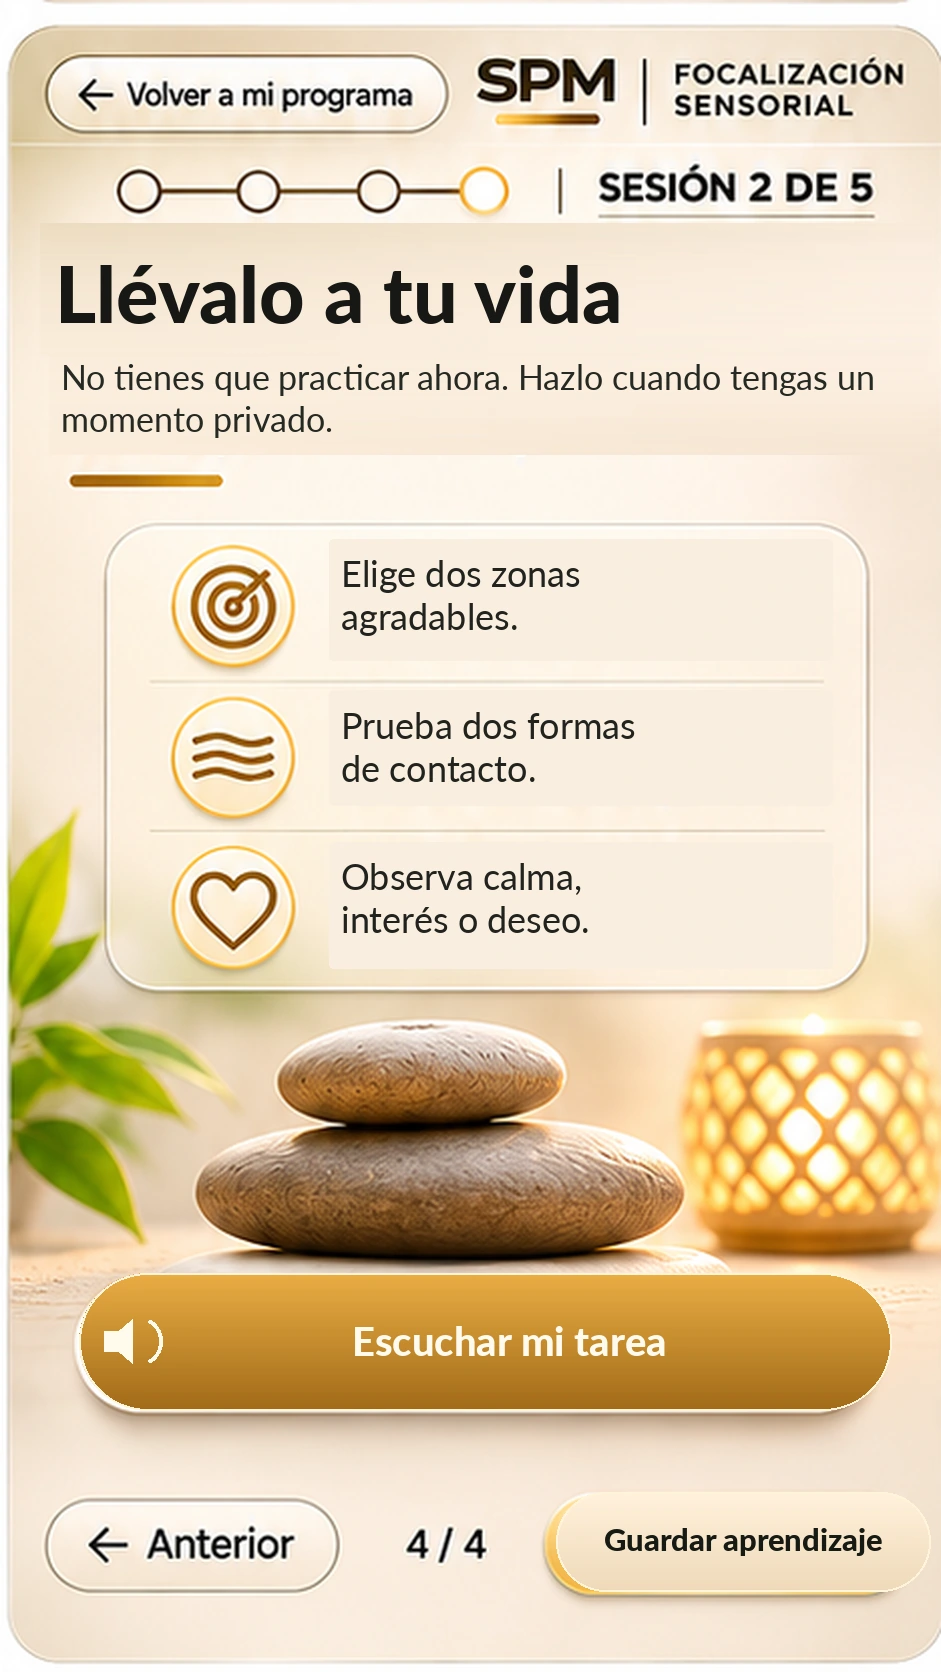 ← Volver a mi programa
SPM
FOCALIZACIÓN
SENSORIAL
SESIÓN 2 DE 5
Llévalo a tu vida
No tienes que practicar ahora. Hazlo cuando tengas un
momento privado.
Elige dos zonas
agradables.
Prueba dos formas
de contacto.
Observa calma,
interés o deseo.
Escuchar mi tarea
← Anterior
4 / 4
Guardar aprendizaje